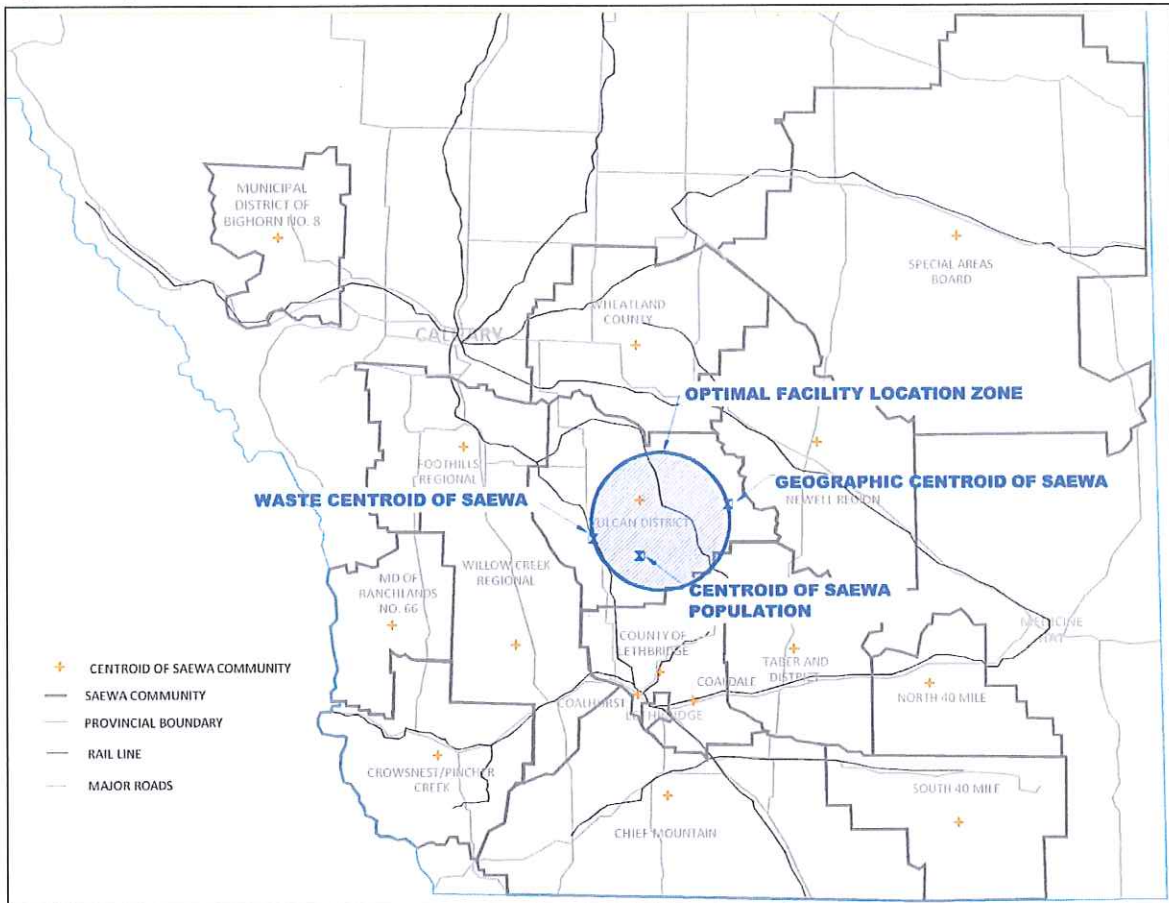 MUNICIPAL
DISTRICT OF
BIGHORN NO. 8
SPECIAL AREAS
BOARD
WHEATLAND
COUNTY
CALGARY
OPTIMAL FACILITY LOCATION ZONE
FOOTHILLS
REGIONAL
GEOGRAPHIC CENTROID OF SAEWA
NEWELL REGION
WASTE CENTROID OF SAEWA
VULCAN DISTRICT
MD OF
RANCHLANDS
NO. 66
WILLOW CREEK
REGIONAL
CENTROID OF SAEWA
POPULATION
MEDICINE
HAT
COUNTY OF
LETHBRIDGE
TABER AND
DISTRICT
COALDALE
COALHURST
LETHBRIDGE
NORTH 40 MILE
CROWSNEST/PINCHER
CREEK
SOUTH 40 MILE
CHIEF MOUNTAIN
CENTROID OF SAEWA COMMUNITY
SAEWA COMMUNITY
PROVINCIAL BOUNDARY
RAIL LINE
MAJOR ROADS